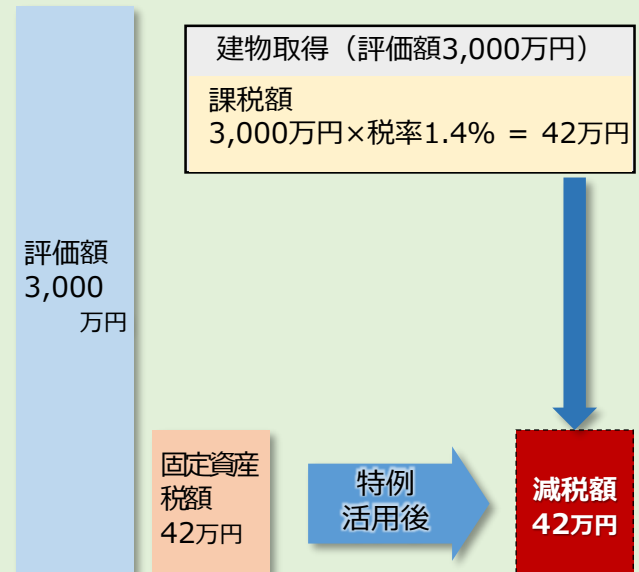 建物取得（評価額3,000万円）
課税額
3,000万円×税率1.4% = 42万円
評価額
3,000
万円
固定資産
税額
42万円
特例
活用後
減税額
42万円